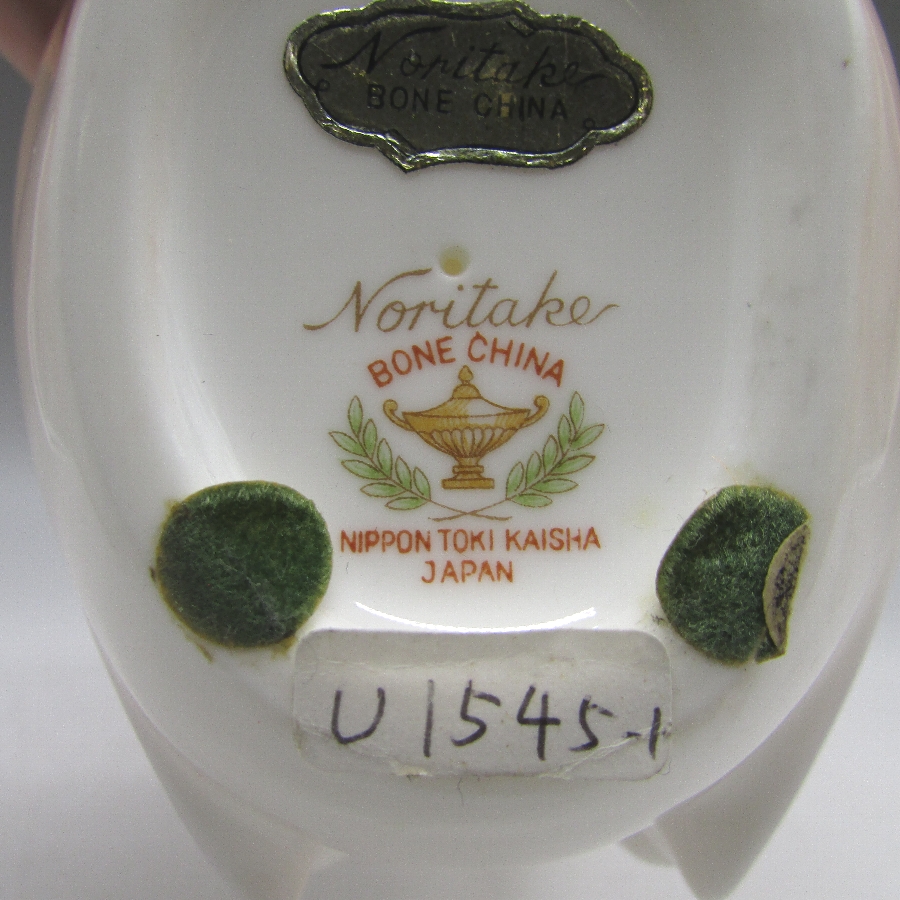 Noritake
BONE CHINA
Noritake
BONE CHINA
NIPPON TOKI KAISHA
JAPAN
U1545-1